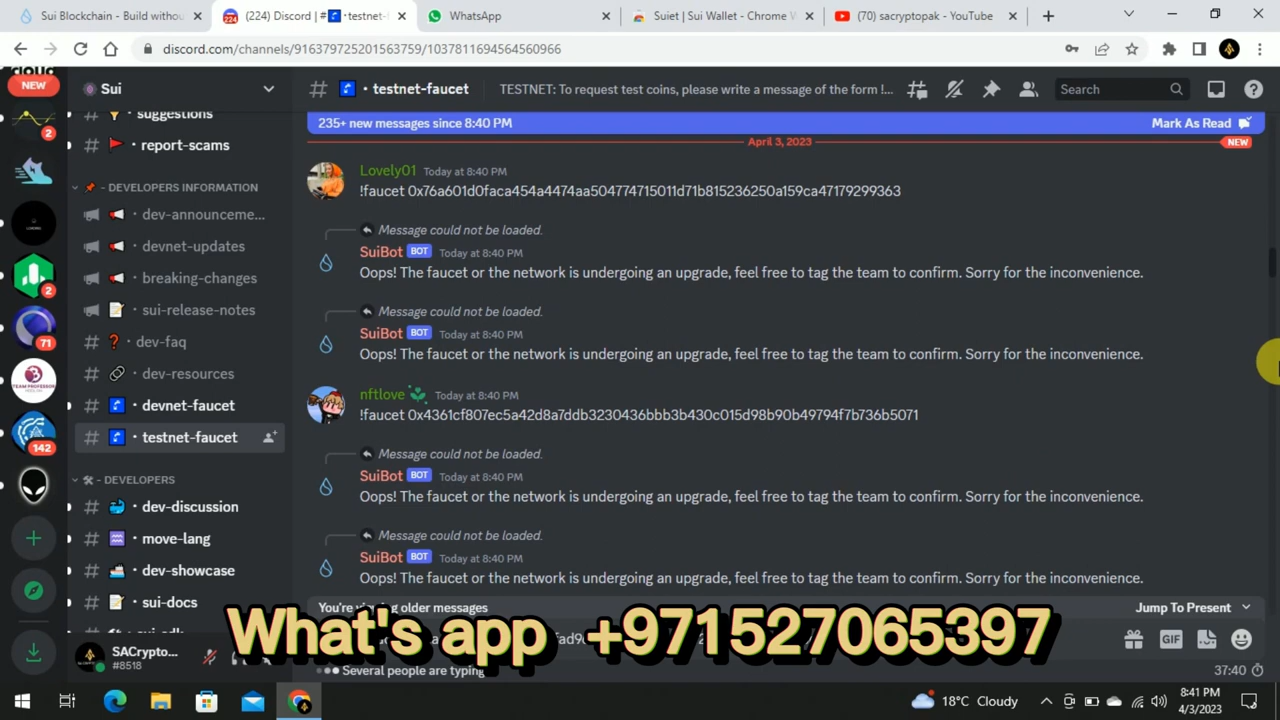 Sui Blockchain - Build withou
(224) Discord | # testnet-
WhatsApp
Suiet | Sui Wallet - Chrome W
(70) sacryptopak - YouTube
discord.com/channels/916379725201563759/1037811694564560966
cloud
NEW
Sui
testnet-faucet
TESTNET: To request test coins, please write a message of the form !...
Search
235+ new messages since 8:40 PM
Mark As Read
suggestions
report-scams
DEVELOPERS INFORMATION
dev-announceme...
devnet-updates
breaking-changes
sui-release-notes
dev-faq
dev-resources
devnet-faucet
testnet-faucet
DEVELOPERS
dev-discussion
move-lang
dev-showcase
sui-docs
2
2
71
TEAM PROFESSOR
142
SACrypto...
#8518
April 3, 2023
NEW
Lovely01 Today at 8:40 PM
!faucet 0x76a601d0faca454a4474aa504774715011d71b815236250a159ca47179299363
Message could not be loaded.
SuiBot BOT Today at 8:40 PM
Oops! The faucet or the network is undergoing an upgrade, feel free to tag the team to confirm. Sorry for the inconvenience.
Message could not be loaded.
SuiBot BOT Today at 8:40 PM
Oops! The faucet or the network is undergoing an upgrade, feel free to tag the team to confirm. Sorry for the inconvenience.
nftlove Today at 8:40 PM
!faucet 0x4361cf807ec5a42d8a7ddb3230436bbb3b430c015d98b90b49794f7b736b5071
Message could not be loaded.
SuiBot BOT Today at 8:40 PM
Oops! The faucet or the network is undergoing an upgrade, feel free to tag the team to confirm. Sorry for the inconvenience.
Message could not be loaded.
SuiBot BOT Today at 8:40 PM
Oops! The faucet or the network is undergoing an upgrade, feel free to tag the team to confirm. Sorry for the inconvenience.
You're viewing older messages
Jump To Present
What's app +971527065397
GIF
Several people are typing
37:40
18°C Cloudy
8:41 PM
4/3/2023